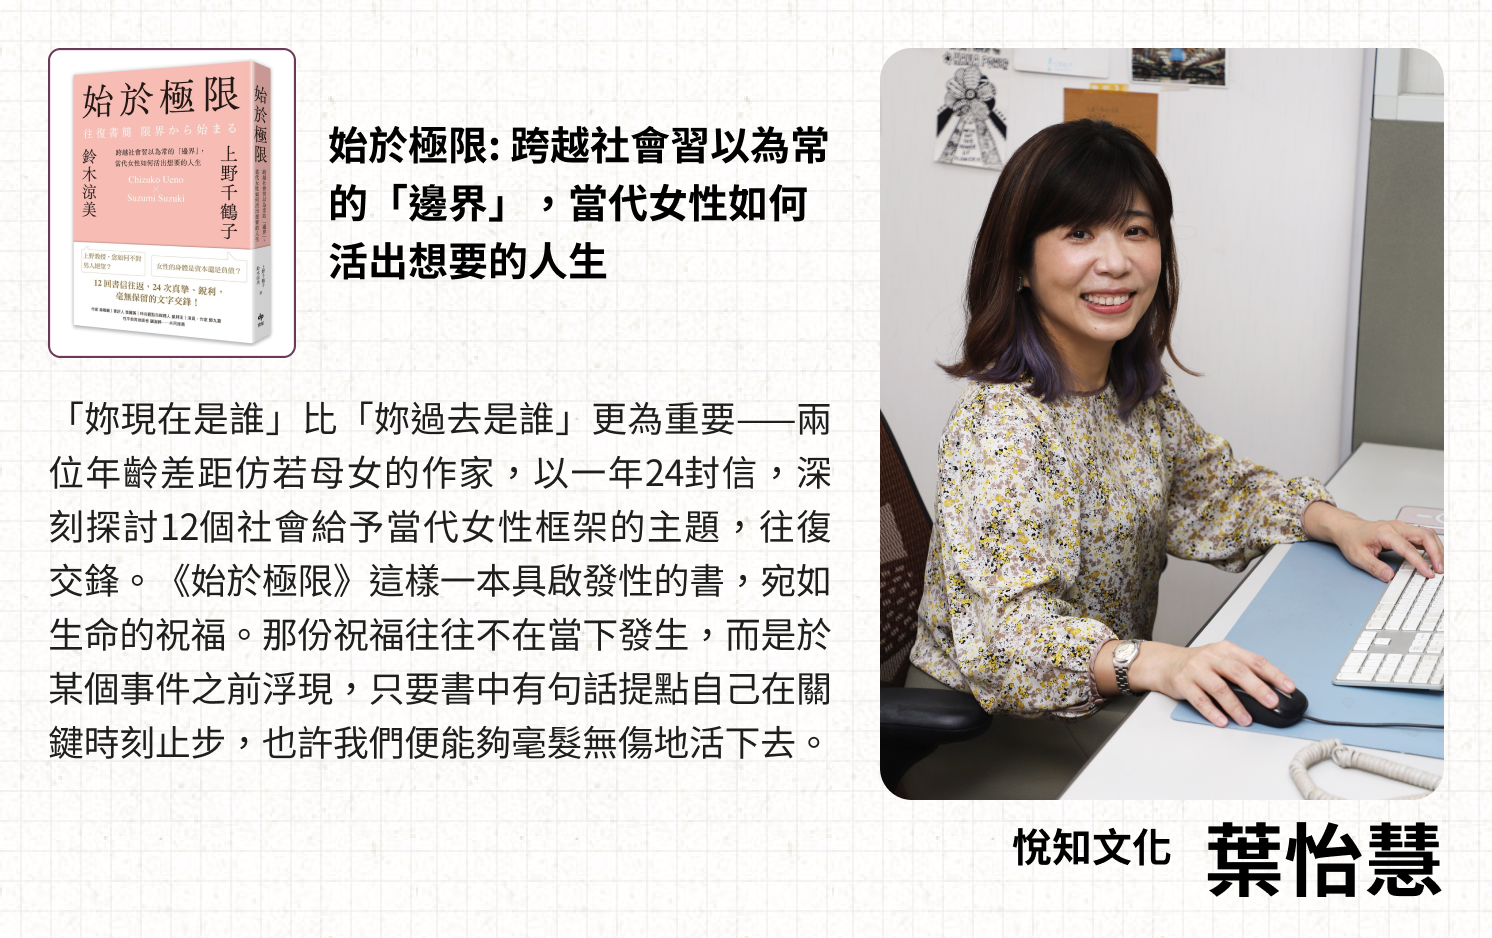 始於極限
往復書簡 限界から始まる
跨越社會習以為常的「邊界」，
當代女性如何活出想要的人生
Chizuko Ueno
×
Suzumi Suzuki
鈴木涼美
上野千鶴子
上野教授，您如何不對
男人絕望？
女性的身體是資本還是負債？
12 回書信往返，24 次真摯、銳利，
毫無保留的文字交鋒！
始於極限
始於極限: 跨越社會習以為常
的「邊界」，當代女性如何
活出想要的人生
「妳現在是誰」比「妳過去是誰」更為重要——兩
位年齡差距仿若母女的作家，以一年24封信，深
刻探討12個社會給予當代女性框架的主題，往復
交鋒。《始於極限》這樣一本具啟發性的書，宛如
生命的祝福。那份祝福往往不在當下發生，而是於
某個事件之前浮現，只要書中有句話提點自己在關
鍵時刻止步，也許我們便能夠毫髮無傷地活下去。
悅知文化 葉怡慧